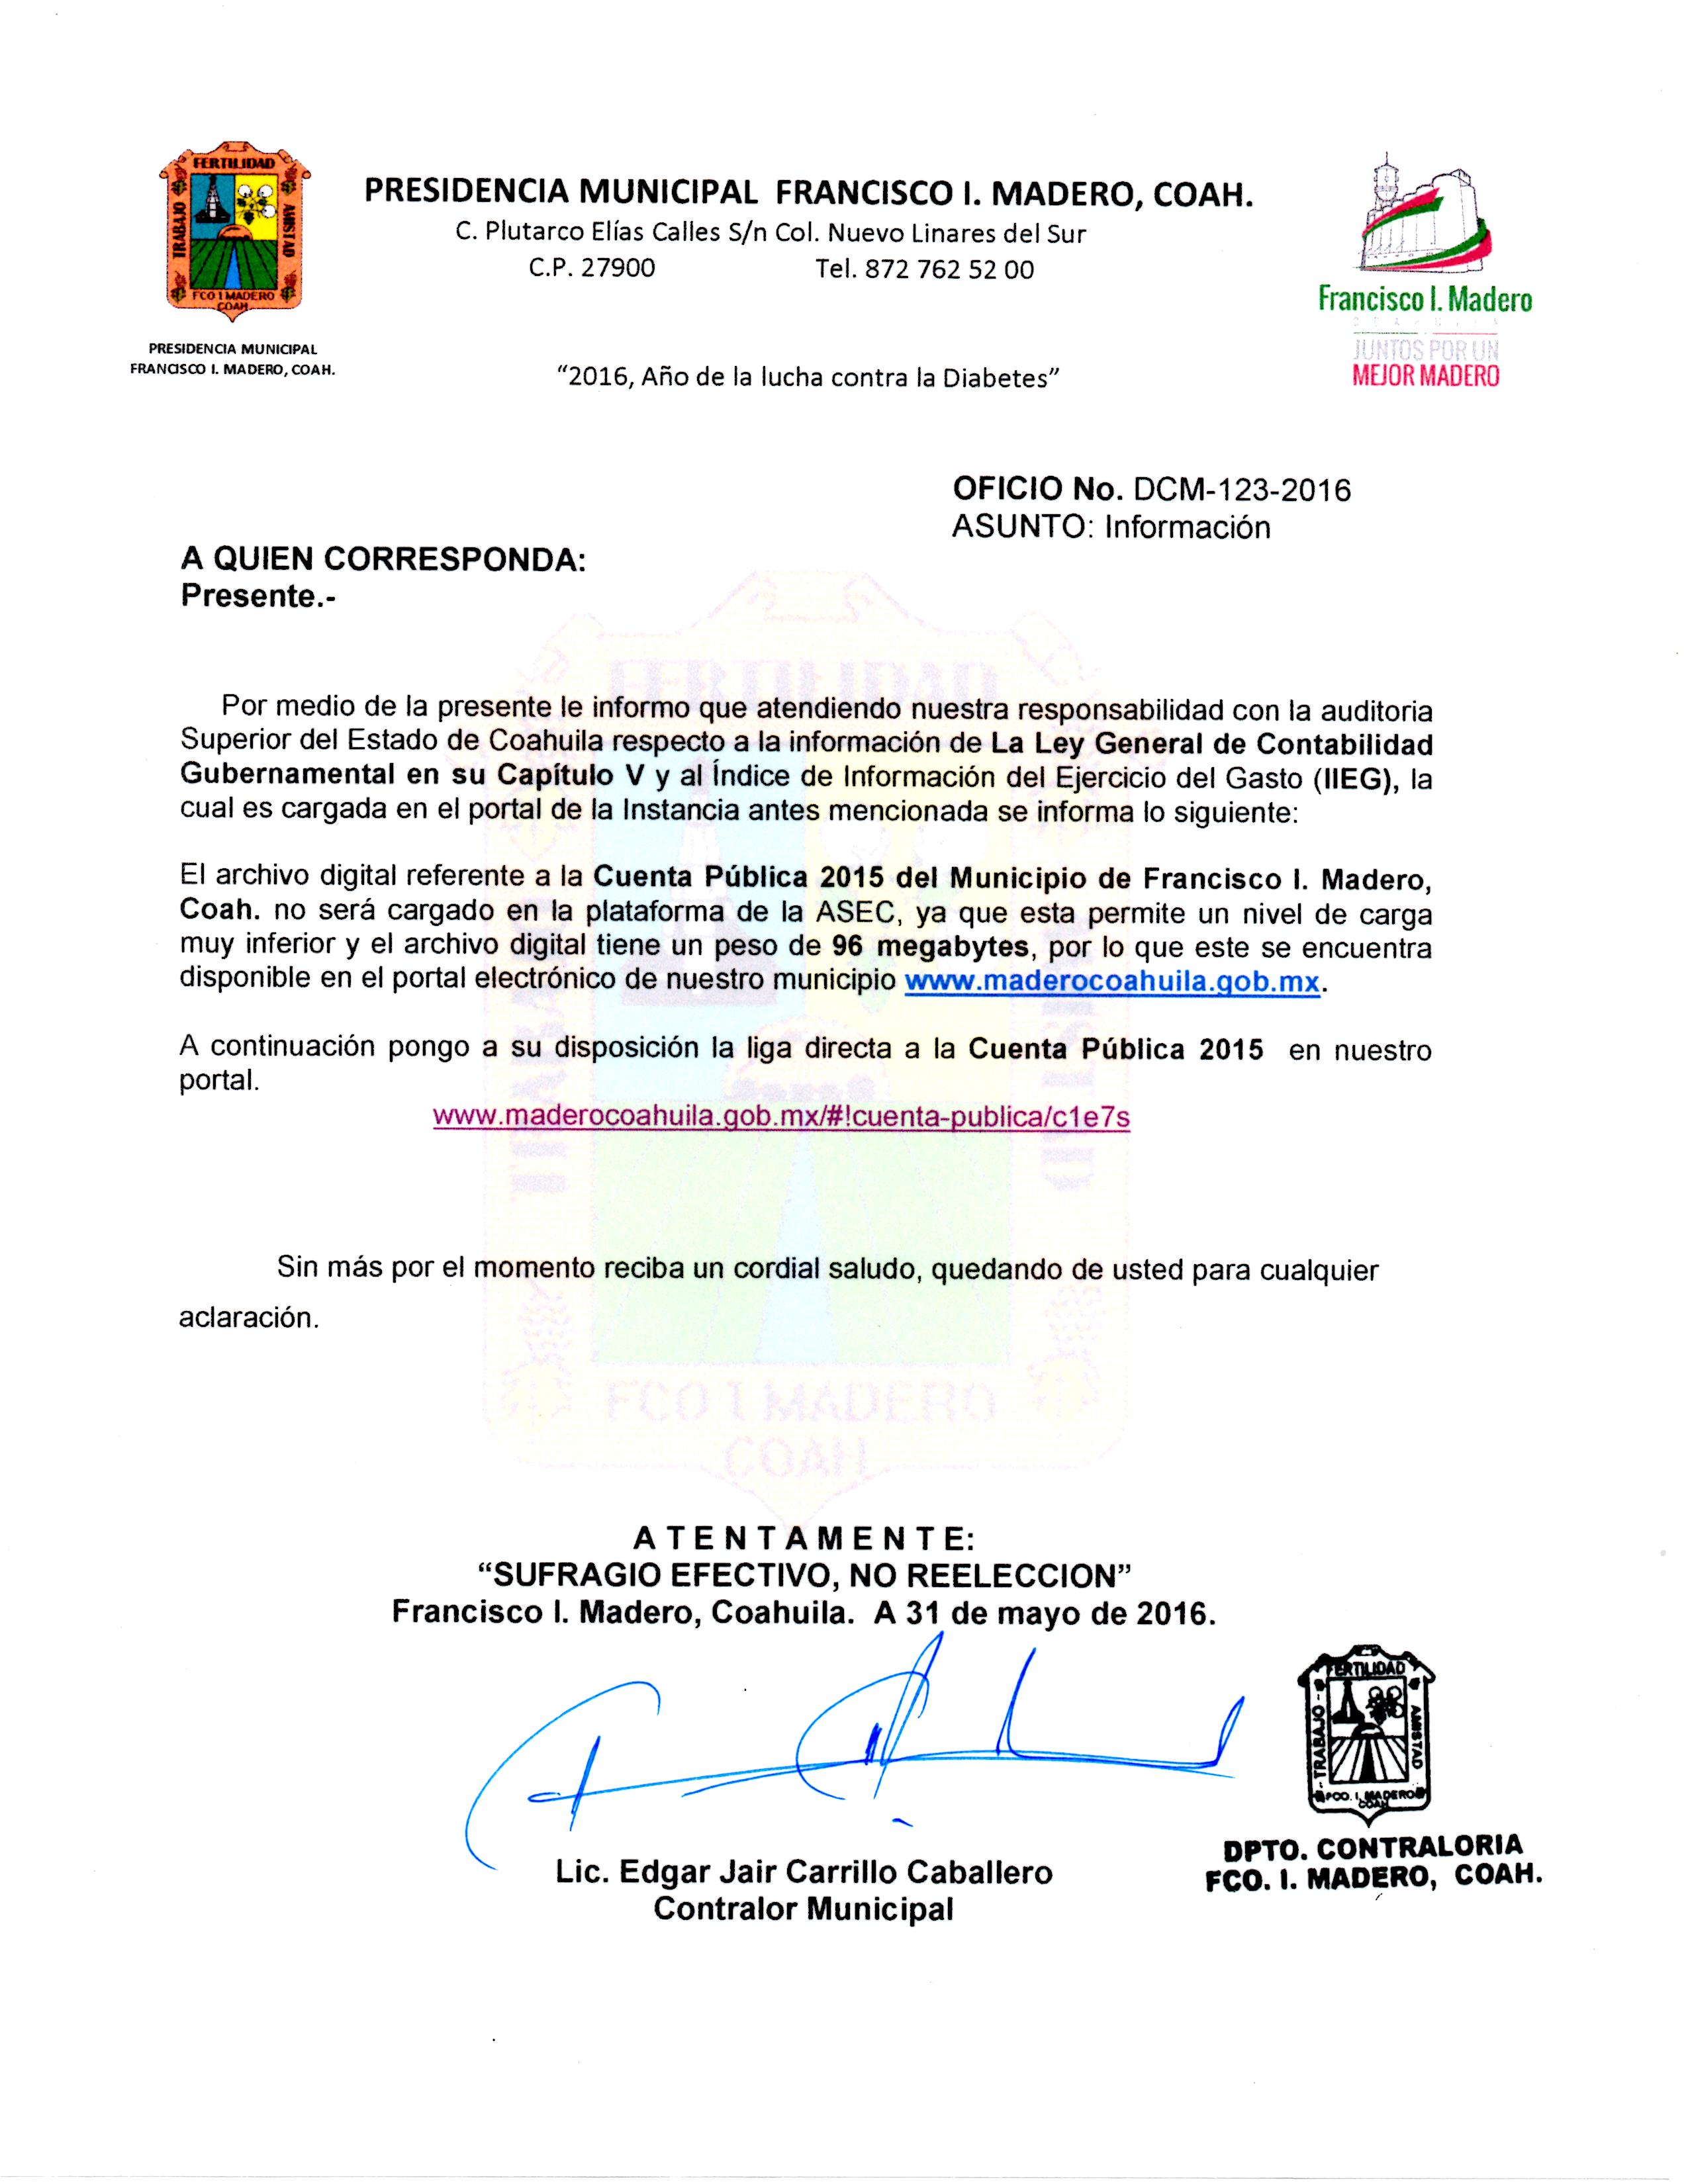 FERTILIDAD
TRABAJO
AMISTAD
FCO I MADERO
COAH.
PRESIDENCIA MUNICIPAL
FRANCISCO I. MADERO, COAH.
PRESIDENCIA MUNICIPAL  FRANCISCO I. MADERO, COAH.
C. Plutarco Elías Calles S/n Col. Nuevo Linares del Sur
C.P. 27900 Tel. 872 762 52 00
“2016, Año de la lucha contra la Diabetes”
Francisco I. Madero
JUNTOS POR UN
MEJOR MADERO
OFICIO No. DCM-123-2016
ASUNTO: Información
A QUIEN CORRESPONDA:
Presente.-
Por medio de la presente le informo que atendiendo nuestra responsabilidad con la auditoria
Superior del Estado de Coahuila respecto a la información de La Ley General de Contabilidad
Gubernamental en su Capítulo V y al Índice de Información del Ejercicio del Gasto (IIEG), la
cual es cargada en el portal de la Instancia antes mencionada se informa lo siguiente:
El archivo digital referente a la Cuenta Pública 2015 del Municipio de Francisco I. Madero,
Coah. no será cargado en la plataforma de la ASEC, ya que esta permite un nivel de carga
muy inferior y el archivo digital tiene un peso de 96 megabytes, por lo que este se encuentra
disponible en el portal electrónico de nuestro municipio www.maderocoahuila.gob.mx.
A continuación pongo a su disposición la liga directa a la Cuenta Pública 2015  en nuestro
portal.
www.maderocoahuila.gob.mx/#!cuenta-publica/c1e7s
Sin más por el momento reciba un cordial saludo, quedando de usted para cualquier
aclaración.
FERTILIDAD
TRABAJO
AMISTAD
FCO I MADERO
COAH
A T E N T A M E N T E:
“SUFRAGIO EFECTIVO, NO REELECCION”
Francisco I. Madero, Coahuila.  A 31 de mayo de 2016.
Lic. Edgar Jair Carrillo Caballero
Contralor Municipal
FERTILIDAD
TRABAJO
AMISTAD
FCO. I. MADERO
COAH
DPTO. CONTRALORIA
FCO. I. MADERO,  COAH.